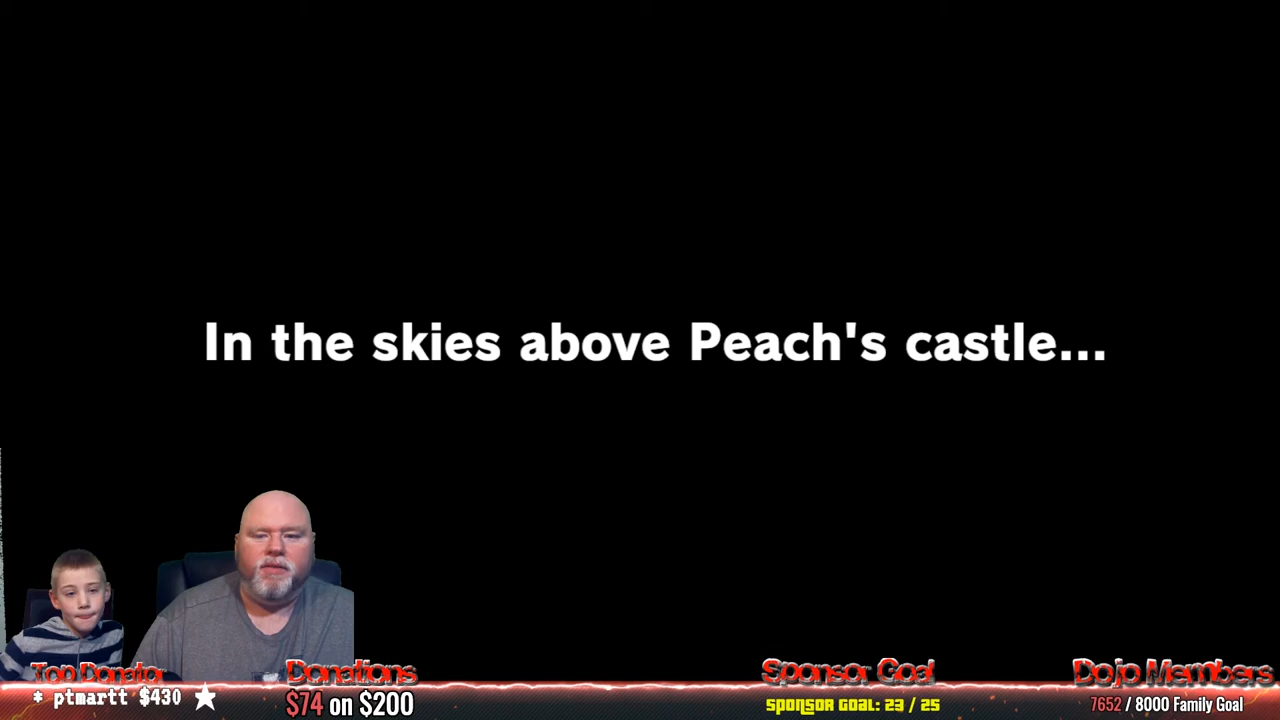 In the skies above Peach's castle...
Top Donator
Donations
Sponsor Goal
Dojo Members
* ptmartt $430
$74 on $200
SPONSOR GOAL: 23 / 25
7652 / 8000 Family Goal